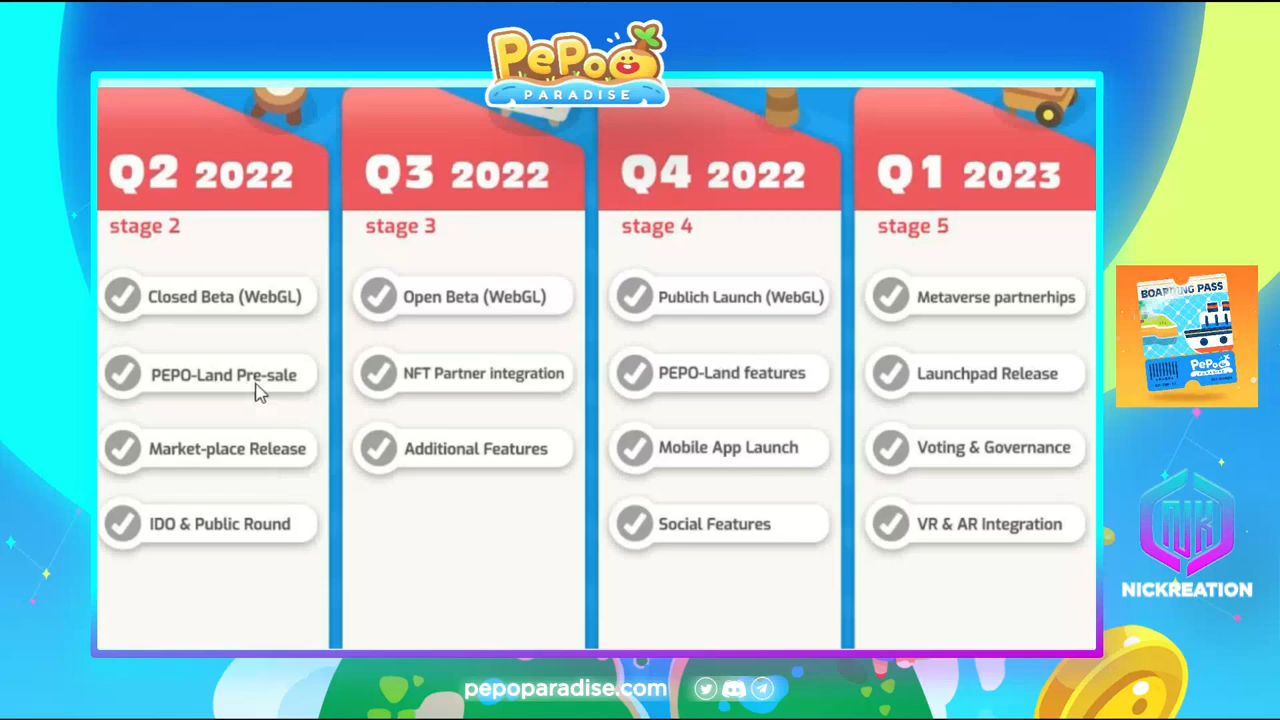 PePoo
PARADISE
Q2 2022
stage 2
Closed Beta (WebGL)
PEPO-Land Pre-sale
Market-place Release
IDO & Public Round
Q3 2022
stage 3
Open Beta (WebGL)
NFT Partner integration
Additional Features
Q4 2022
stage 4
Publich Launch (WebGL)
PEPO-Land features
Mobile App Launch
Social Features
Q1 2023
stage 5
Metaverse partnerhips
Launchpad Release
Voting & Governance
VR & AR Integration
BOARDING PASS
PePoo
PARADISE
NK
NICKREATION
pepoparadise.com